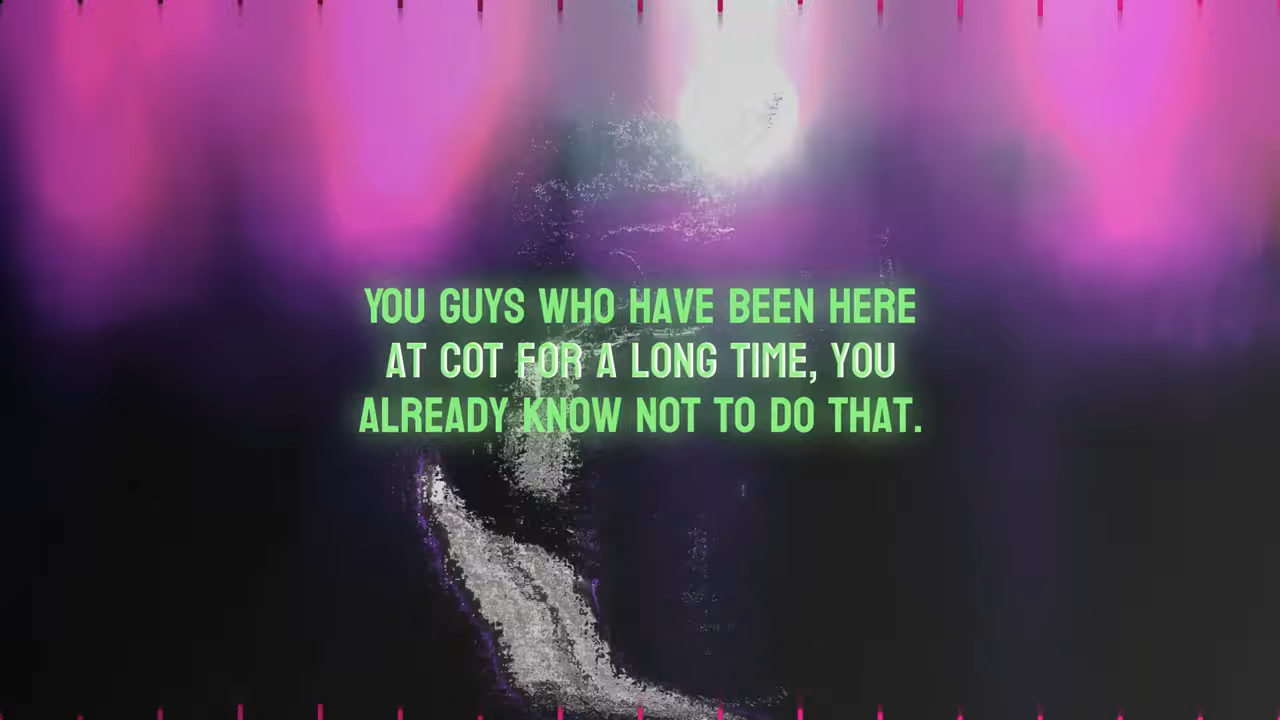 YOU GUYS WHO HAVE BEEN HERE
AT COT FOR A LONG TIME, YOU
ALREADY KNOW NOT TO DO THAT.